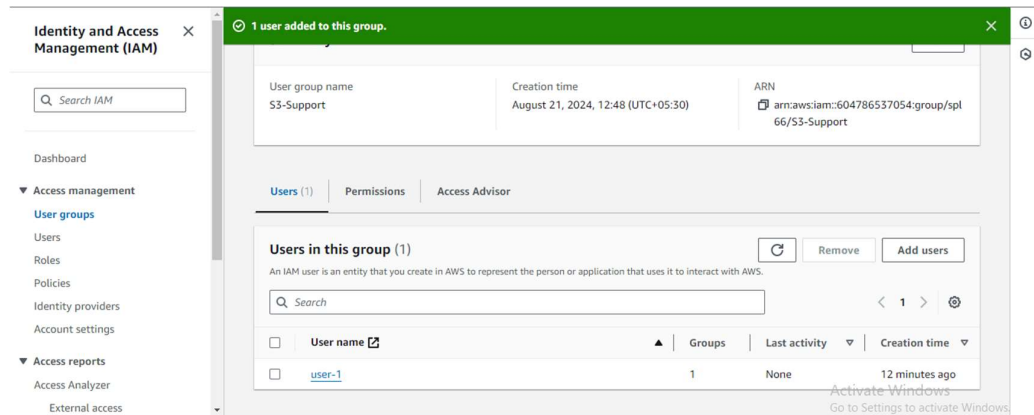 1 user added to this group.
Identity and Access
Management (IAM)
Search IAM
Dashboard
Access management
User groups
Users
Roles
Policies
Identity providers
Account settings
Access reports
Access Analyzer
External access
User group name
S3-Support
Creation time
August 21, 2024, 12:48 (UTC+05:30)
ARN
arn:aws:iam::604786537054:group/spl
66/S3-Support
Users (1)
Permissions
Access Advisor
Users in this group (1)
Remove
Add users
An IAM user is an entity that you create in AWS to represent the person or application that uses it to interact with AWS.
Search
1
User name
Groups
Last activity
Creation time
user-1
1
None
12 minutes ago
Activate Windows
Go to Settings to activate Windows.